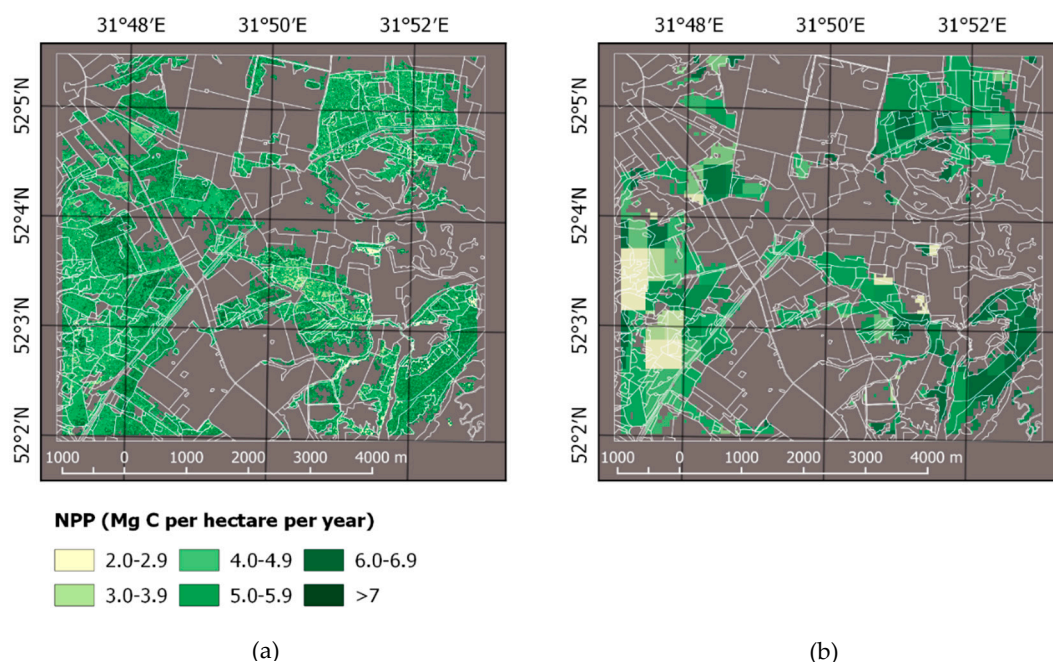 (a) (b)
31°48′E 31°50′E 31°52′E 31°48′E 31°50′E 31°52′E
52°5′N 52°5′N
52°4′N 52°4′N
52°3′N 52°3′N
52°2′N 52°2′N
1000 0 1000 2000 3000 4000 m 1000 0 1000 2000 3000 4000 m
NPP (Mg C per hectare per year)
2.0-2.9 4.0-4.9 6.0-6.9
3.0-3.9 5.0-5.9 >7
(a) (b)